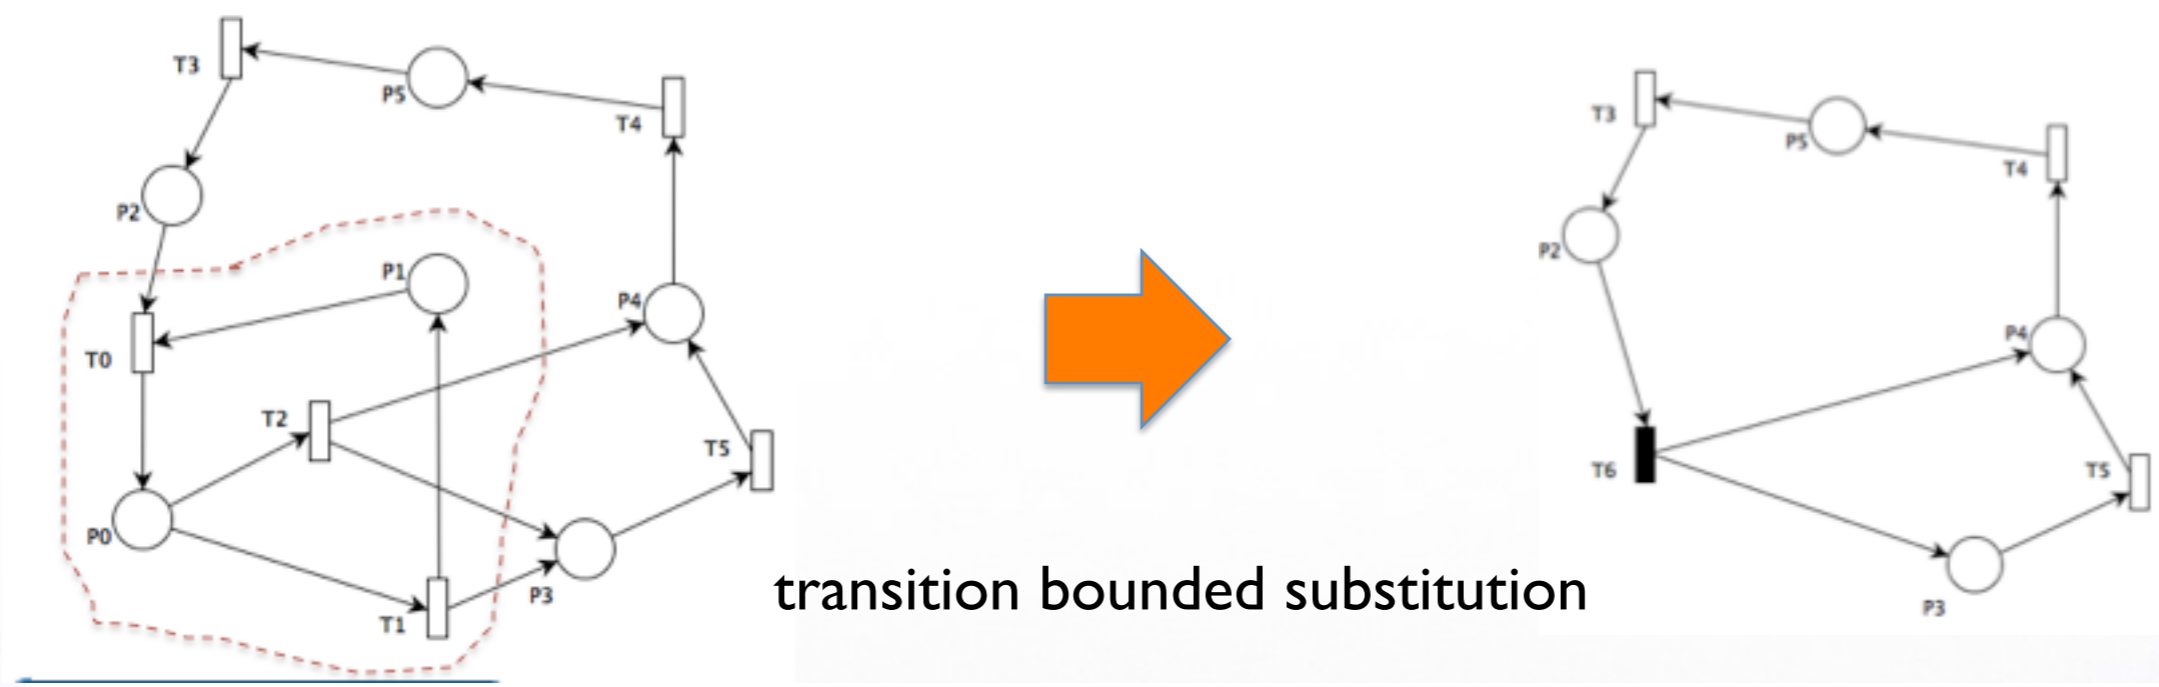 T3
P5
T4
P2
P1
P4
T0
T2
T5
P0
P3
T1
transition bounded substitution
T3
P5
T4
P2
P4
T6
T5
P3